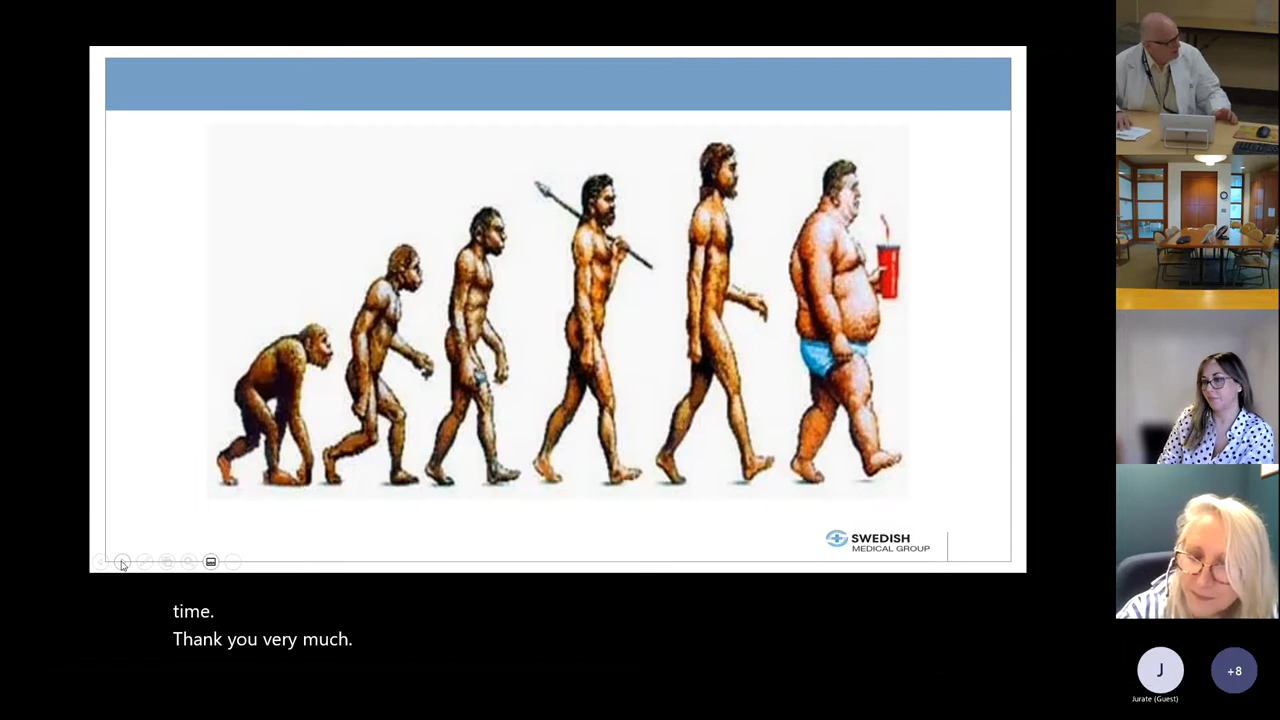 SWEDISH
MEDICAL GROUP
time.
Thank you very much.
J
+8
Jurate (Guest)